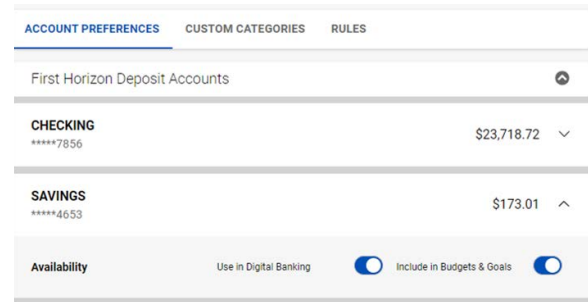 ACCOUNT PREFERENCES CUSTOM CATEGORIES RULES
First Horizon Deposit Accounts
CHECKING
$23,718.72
*****7856
SAVINGS
$173.01
*****4653
Availability Use in Digital Banking Include in Budgets & Goals